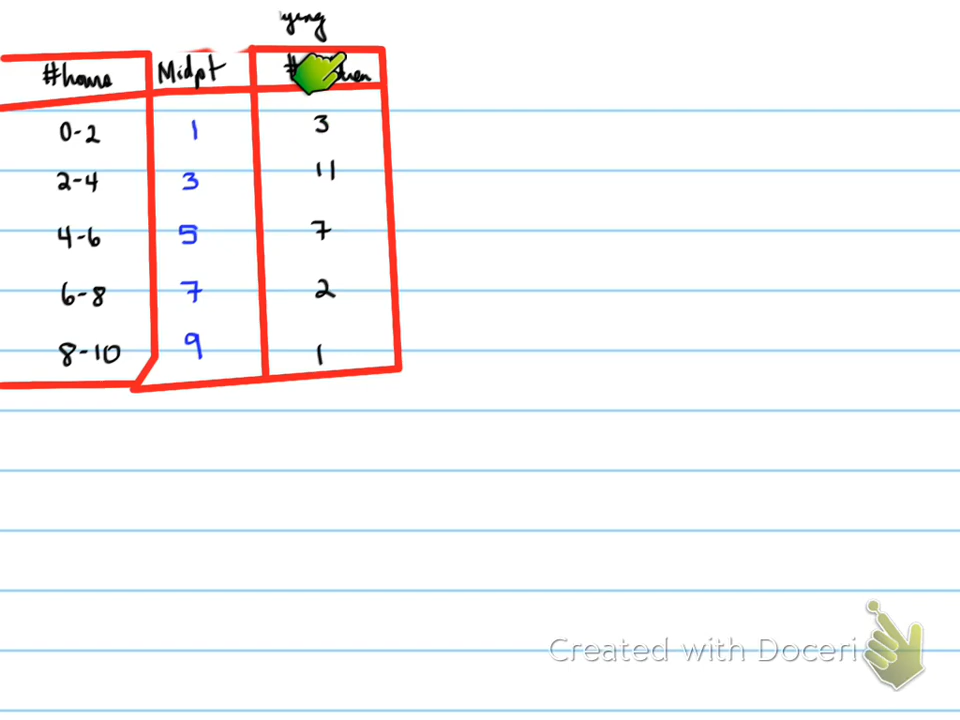 #hours Midpt #
0-2 1 3
2-4 3 11
4-6 5 7
6-8 7 2
8-10 9 1
Created with Doceri